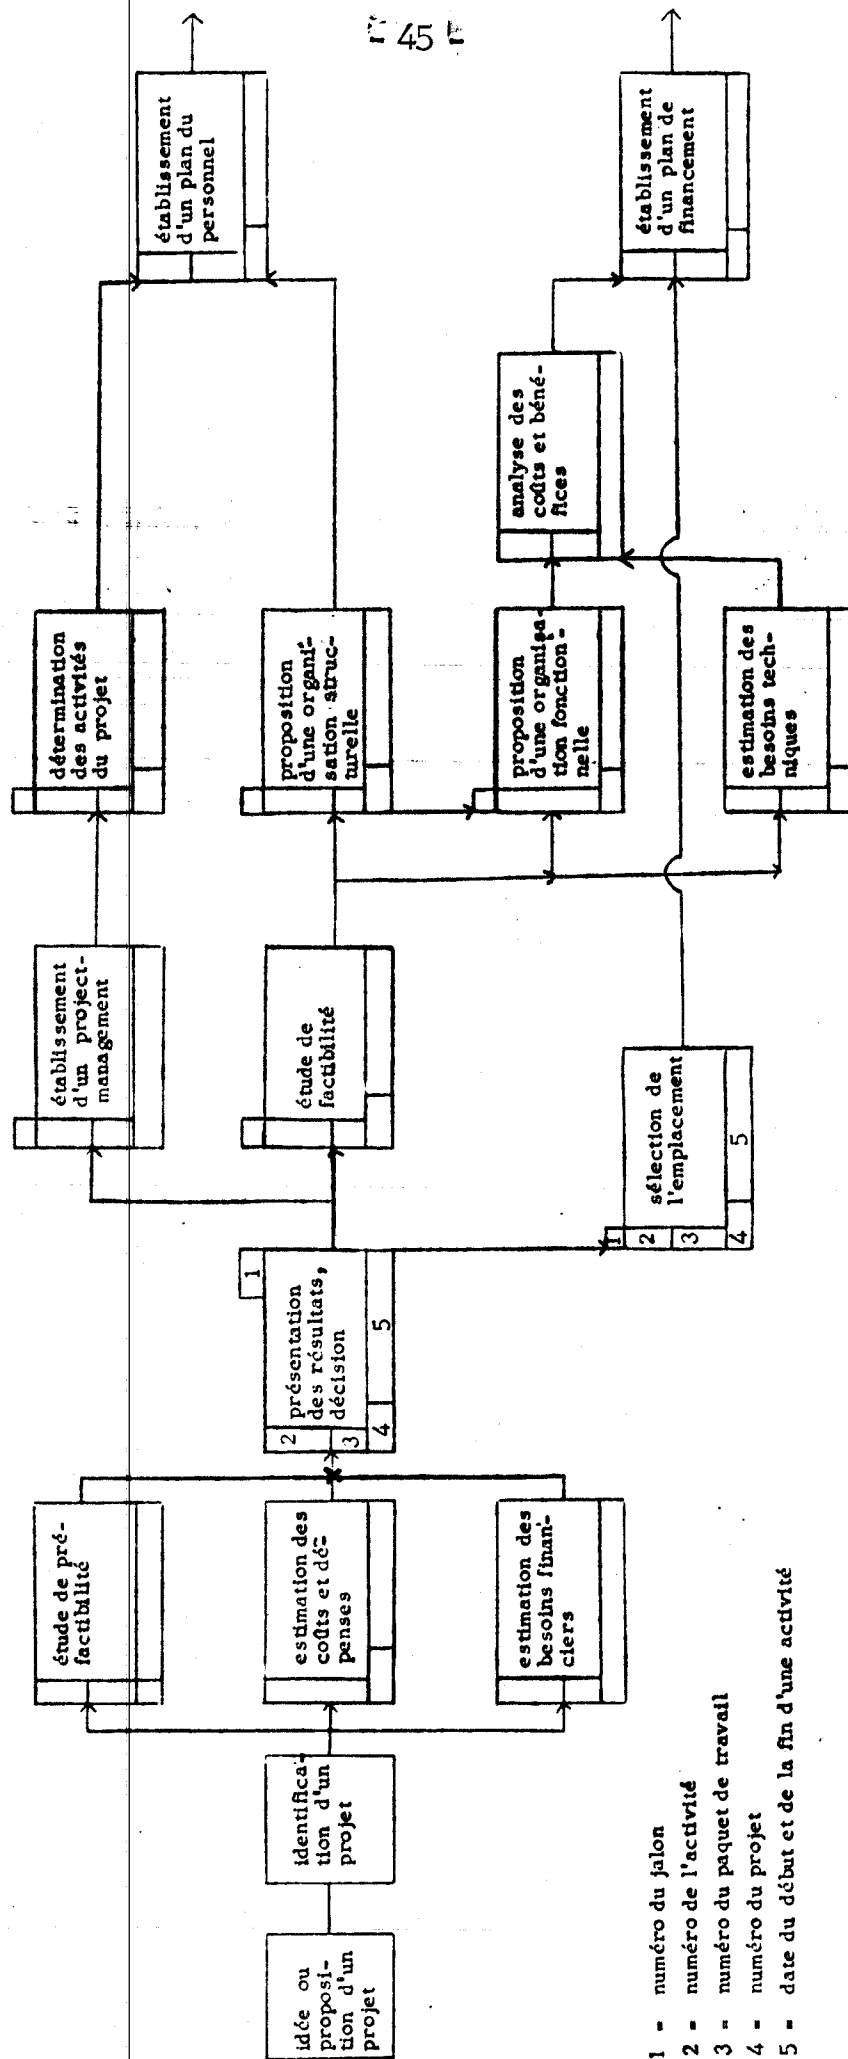 45
idée ou
proposi-
tion d'un
projet
identifica-
tion d'un
projet
étude de pré-
factibilité
estimation des
coûts et dé-
penses
estimation des
besoins finan-
ciers
1
2
présentation
des résultats,
décision
3
4
5
établissement
d'un project-
management
étude de
factibilité
1
2
sélection de
l'emplacement
3
4
5
détermination
des activités
du projet
proposition
d'une organi-
sation struc-
turelle
proposition
d'une organisa-
tion fonction-
nelle
estimation des
besoins tech-
niques
analyse des
coûts et béné-
fices
établissement
d'un plan du
personnel
établissement
d'un plan de
financement
1 = numéro du jalon
2 = numéro de l'activité
3 = numéro du paquet de travail
4 = numéro du projet
5 = date du début et de la fin d'une activité